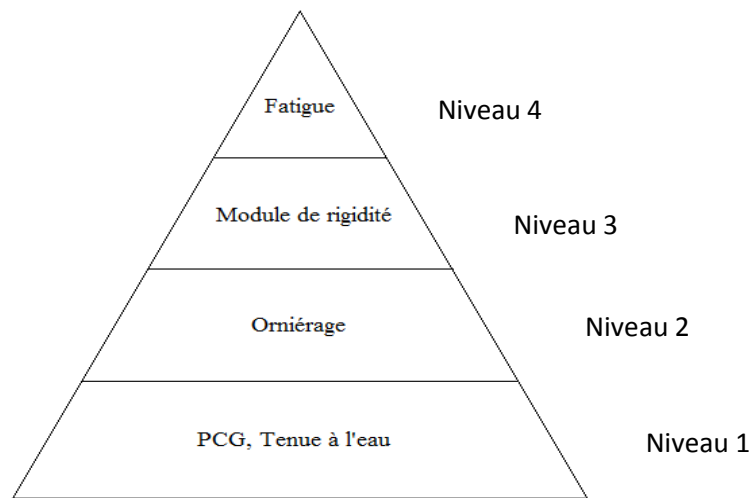 Fatigue
Niveau 4
Module de rigidité
Niveau 3
Orniérage
Niveau 2
PCG, Tenue à l'eau
Niveau 1